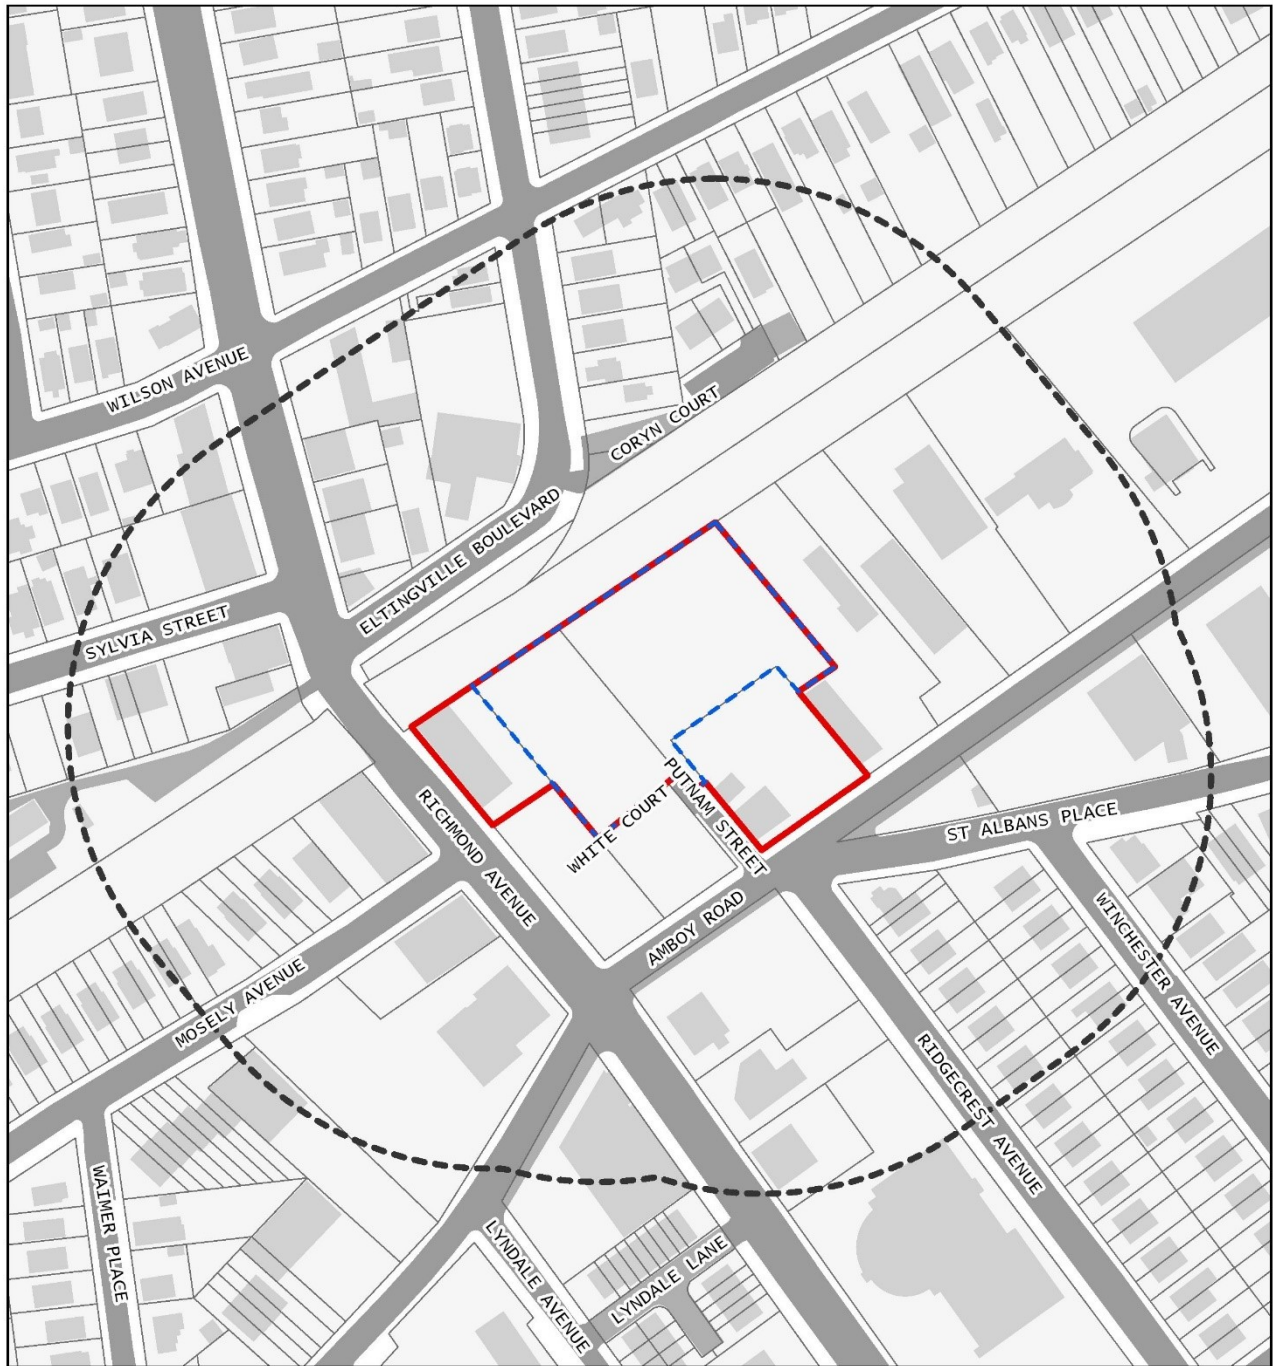 WILSON AVENUE
CORYN COURT
ELTINGVILLE BOULEVARD
SYLVIA STREET
PUTNAM STREET
WHITE COURT
RICHMOND AVENUE
ST ALBANS PLACE
AMBOY ROAD
WINCHESTER AVENUE
MOSELY AVENUE
RIDGECREST AVENUE
WAIMER PLACE
LYNDALE AVENUE
LYNDALE LANE